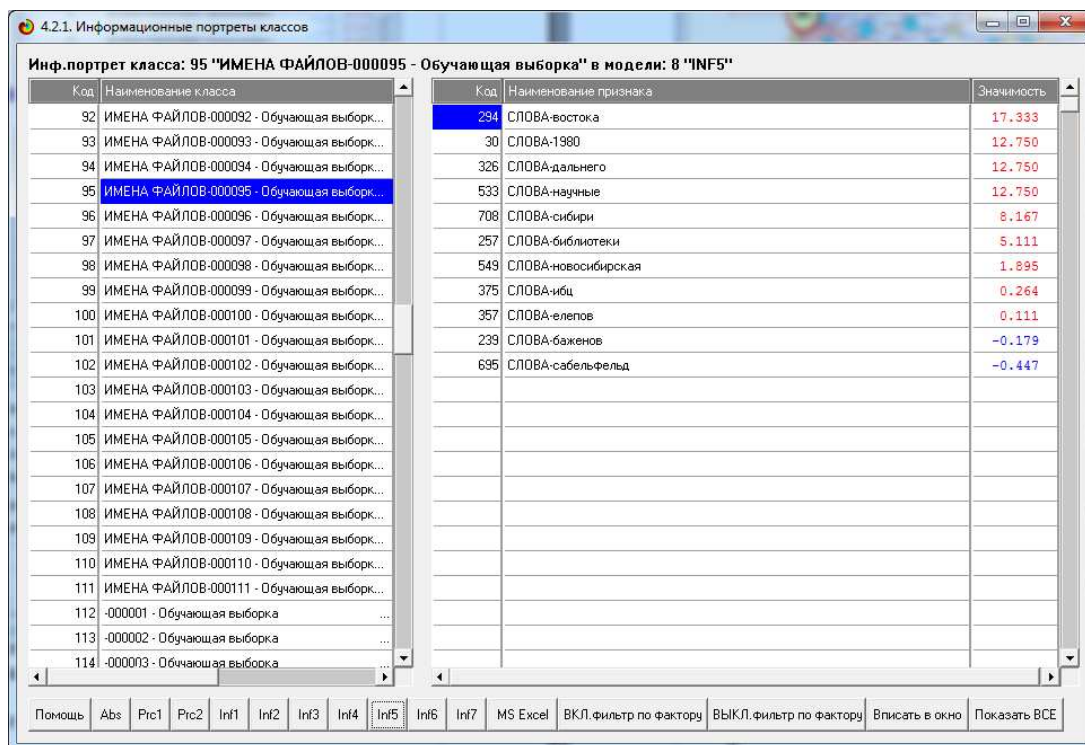 4.2.1. Информационные портреты классов
Инф.портрет класса: 95 "ИМЕНА ФАЙЛОВ-000095 - Обучающая выборка" в модели: 8 "INF5"
Код Наименование класса
92 ИМЕНА ФАЙЛОВ-000092 - Обучающая выборк...
93 ИМЕНА ФАЙЛОВ-000093 - Обучающая выборк...
94 ИМЕНА ФАЙЛОВ-000094 - Обучающая выборк...
95 ИМЕНА ФАЙЛОВ-000095 - Обучающая выборк...
96 ИМЕНА ФАЙЛОВ-000096 - Обучающая выборк...
97 ИМЕНА ФАЙЛОВ-000097 - Обучающая выборк...
98 ИМЕНА ФАЙЛОВ-000098 - Обучающая выборк...
99 ИМЕНА ФАЙЛОВ-000099 - Обучающая выборк...
100 ИМЕНА ФАЙЛОВ-000100 - Обучающая выборк...
101 ИМЕНА ФАЙЛОВ-000101 - Обучающая выборк...
102 ИМЕНА ФАЙЛОВ-000102 - Обучающая выборк...
103 ИМЕНА ФАЙЛОВ-000103 - Обучающая выборк...
104 ИМЕНА ФАЙЛОВ-000104 - Обучающая выборк...
105 ИМЕНА ФАЙЛОВ-000105 - Обучающая выборк...
106 ИМЕНА ФАЙЛОВ-000106 - Обучающая выборк...
107 ИМЕНА ФАЙЛОВ-000107 - Обучающая выборк...
108 ИМЕНА ФАЙЛОВ-000108 - Обучающая выборк...
109 ИМЕНА ФАЙЛОВ-000109 - Обучающая выборк...
110 ИМЕНА ФАЙЛОВ-000110 - Обучающая выборк...
111 ИМЕНА ФАЙЛОВ-000111 - Обучающая выборк...
112 -000001 - Обучающая выборка ...
113 -000002 - Обучающая выборка ...
114 -000003 - Обучающая выборка ...
Код Наименование признака Значимость
294 СЛОВА-востока 17.333
30 СЛОВА-1980 12.750
326 СЛОВА-дальнего 12.750
533 СЛОВА-научные 12.750
708 СЛОВА-сибири 8.167
257 СЛОВА-библиотеки 5.111
549 СЛОВА-новосибирская 1.895
375 СЛОВА-ибц 0.264
357 СЛОВА-елепов 0.111
239 СЛОВА-баженов -0.179
695 СЛОВА-сабельфельд -0.447
Помощь Abs Prc1 Prc2 Inf1 Inf2 Inf3 Inf4 Inf5 Inf6 Inf7 MS Excel ВКЛ.фильтр по фактору ВЫКЛ.фильтр по фактору Вписать в окно Показать ВСЕ